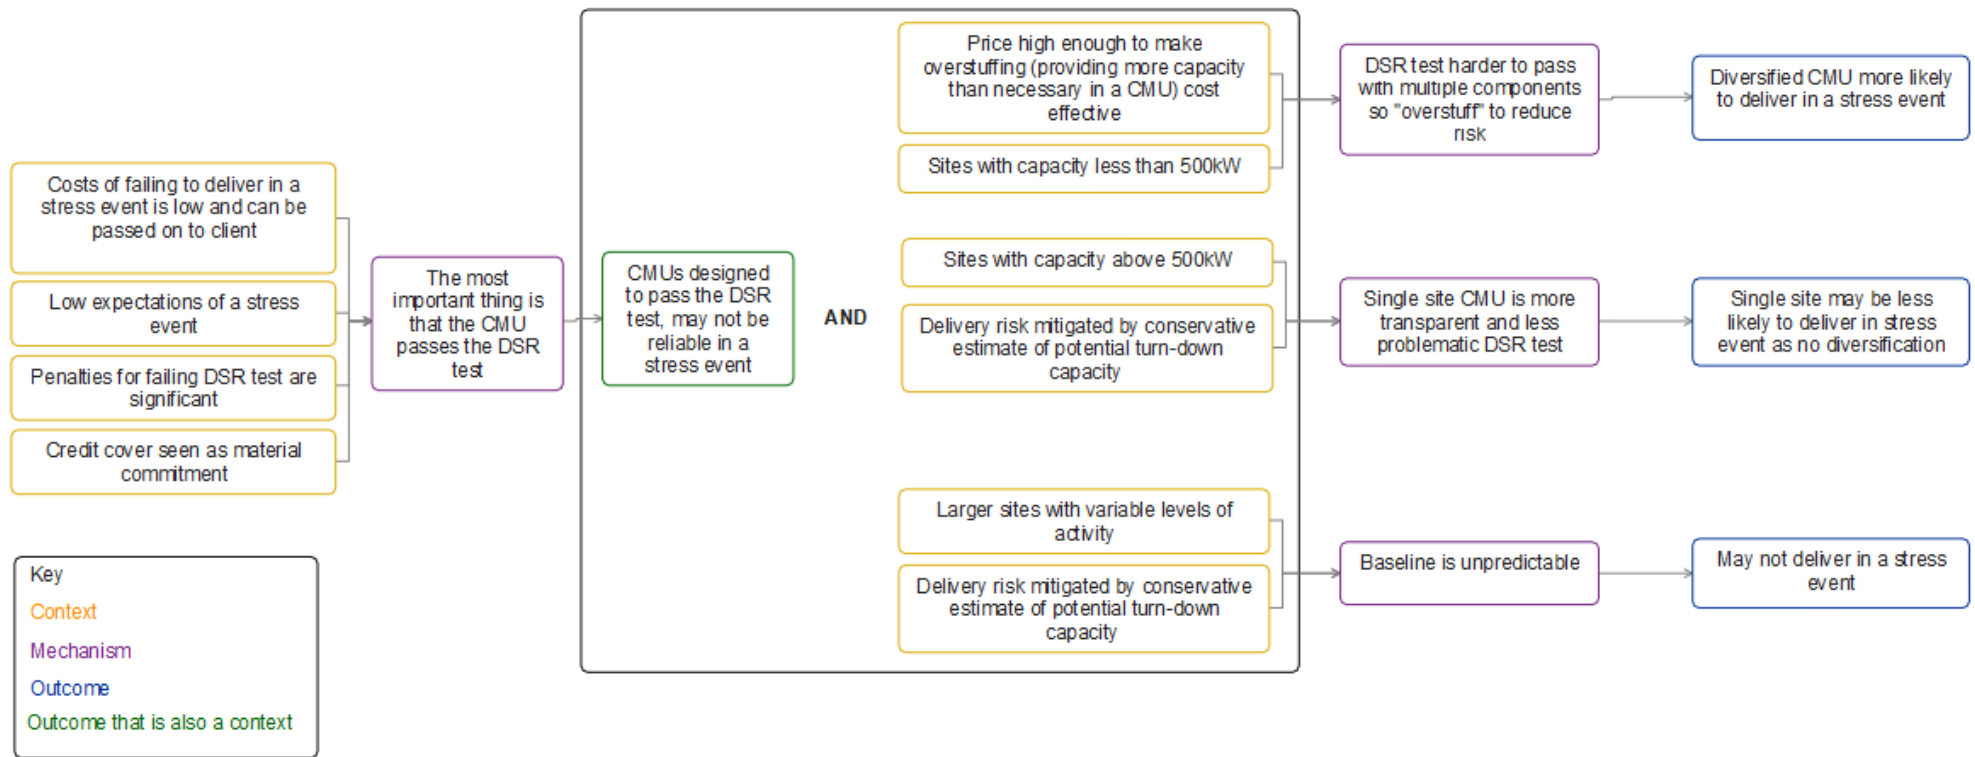 Costs of failing to deliver in a
stress event is low and can be
passed on to client
Low expectations of a stress
event
Penalties for failing DSR test are
significant
Credit cover seen as material
commitment
The most
important thing is
that the CMU
passes the DSR
test
CMUs designed
to pass the DSR
test, may not be
reliable in a
stress event
AND
Price high enough to make
overstuffing (providing more capacity
than necessary in a CMU) cost
effective
Sites with capacity less than 500kW
DSR test harder to pass
with multiple components
so "overstuff" to reduce
risk
Diversified CMU more likely
to deliver in a stress event
Sites with capacity above 500kW
Delivery risk mitigated by conservative
estimate of potential turn-down
capacity
Single site CMU is more
transparent and less
problematic DSR test
Single site may be less
likely to deliver in stress
event as no diversification
Larger sites with variable levels of
activity
Delivery risk mitigated by conservative
estimate of potential turn-down
capacity
Baseline is unpredictable
May not deliver in a stress
event
Key
Context
Mechanism
Outcome
Outcome that is also a context